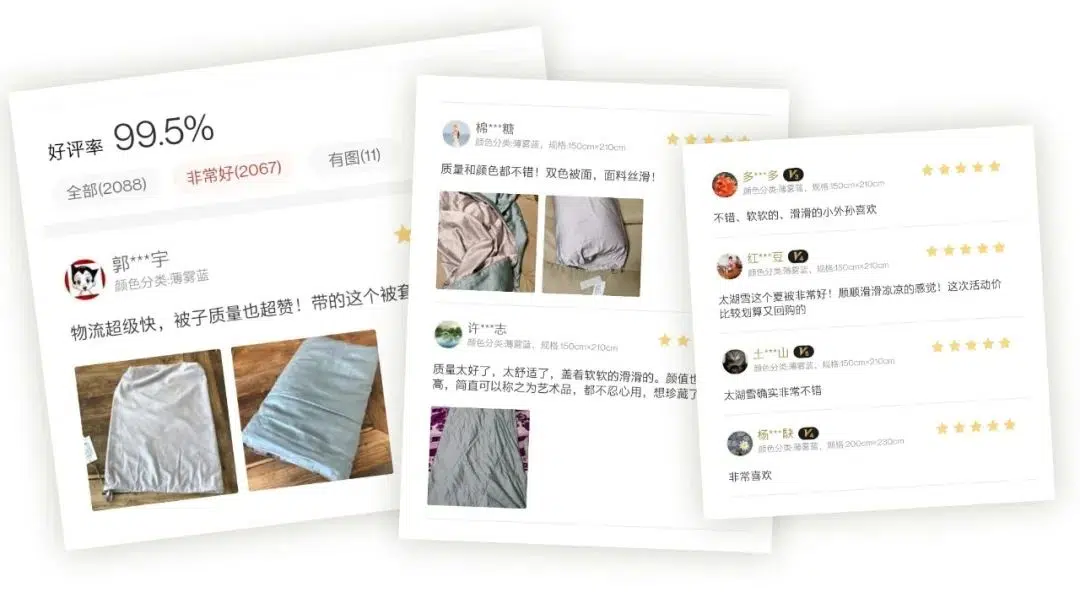 好评率 99.5%
全部(2088) 非常好(2067) 有图(11)
郭***宇
颜色分类:薄雾蓝
物流超级快，被子质量也超赞！带的这个被套
棉***糖
颜色分类:薄雾蓝，规格:150cm×210cm
质量和颜色都不错！双色被面，面料丝滑！
许***志
颜色分类:薄雾蓝，规格:150cm×210cm
质量太好了，太舒适了，盖着软软的滑滑的。颜值也
高，简直可以称之为艺术品，都不忍心用，想珍藏了
多***多 V5
颜色分类:薄雾蓝，规格:150cm×210cm
不错、软软的、滑滑的小外孙喜欢
红***豆 V4
颜色分类:薄雾蓝，规格:150cm×210cm
太湖雪这个夏被非常好！顺顺滑滑凉凉的感觉！这次活动价
比较划算又回购的
土***山 V6
颜色分类:薄雾蓝，规格:150cm×210cm
太湖雪确实非常不错
杨***駃 V4
颜色分类:薄雾蓝，规格:200cm×230cm
非常喜欢